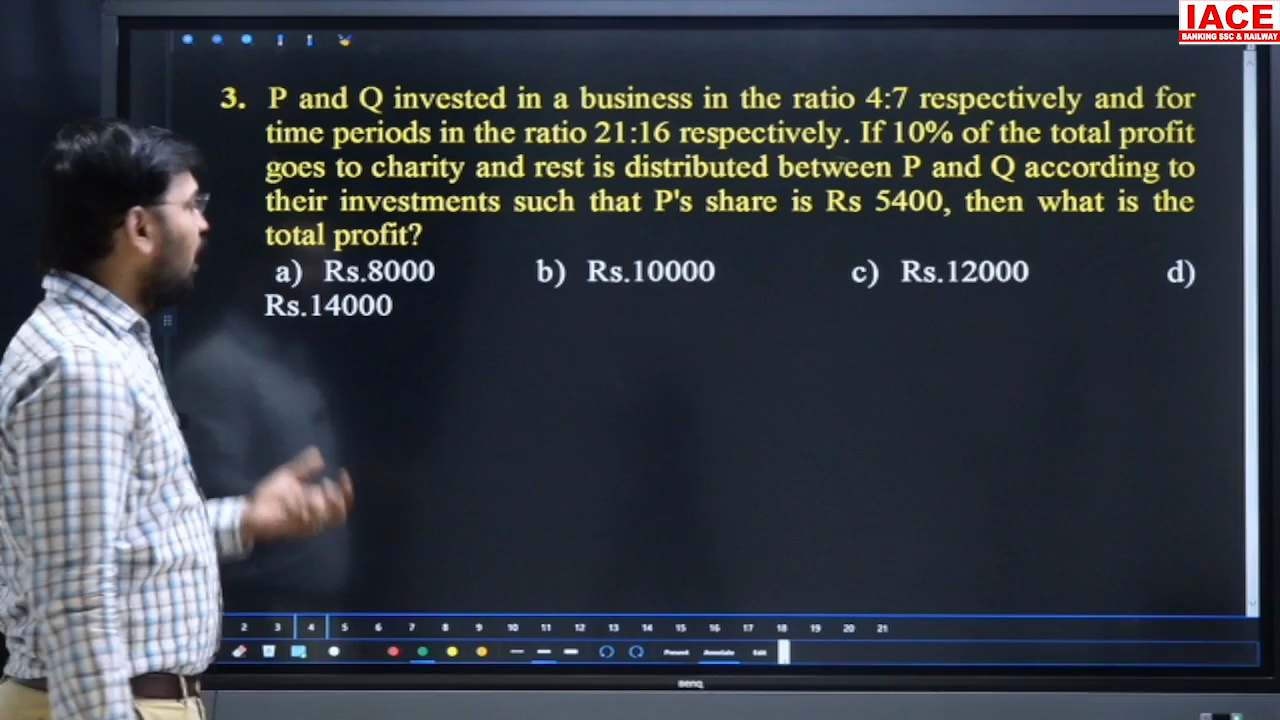 IACE
BANKING SSC & RAILWAY
3. P and Q invested in a business in the ratio 4:7 respectively and for
time periods in the ratio 21:16 respectively. If 10% of the total profit
goes to charity and rest is distributed between P and Q according to
their investments such that P's share is Rs 5400, then what is the
total profit?
a) Rs.8000 b) Rs.10000 c) Rs.12000 d)
Rs.14000
2 3 4 5 6 7 8 9 10 11 12 13 14 15 16 17 18 19 20 21
Present Annotate Edit
BenQ